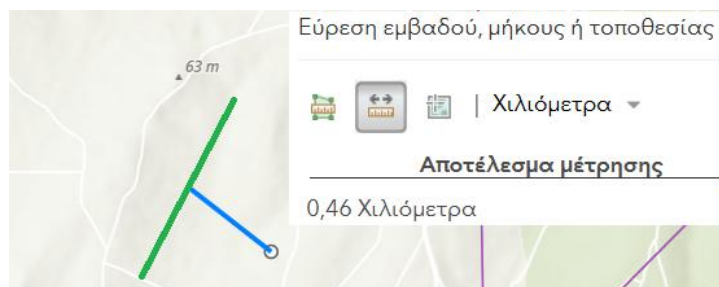 Εύρεση εμβαδού, μήκους ή τοποθεσίας
63 m
| Χιλιόμετρα
Αποτέλεσμα μέτρησης
0,46 Χιλιόμετρα